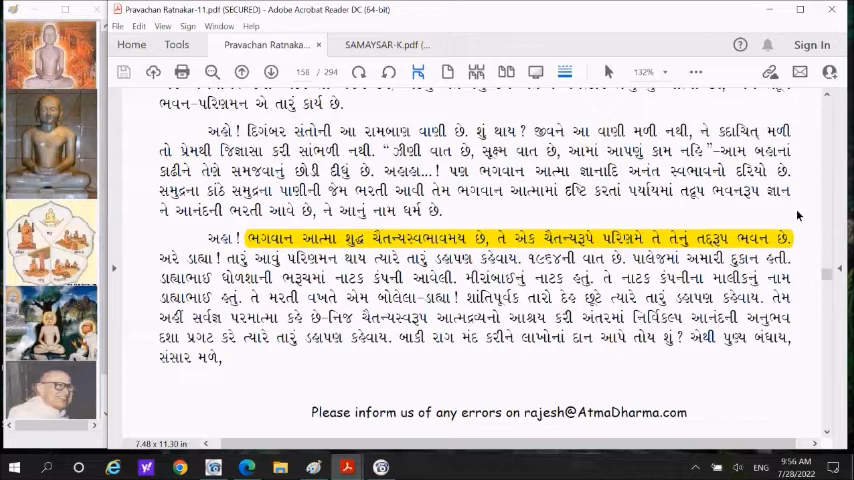 Pravachan Ratnakar-11.pdf (SECURED) - Adobe Acrobat Reader DC (64-bit)
File Edit View Sign Window Help
Home Tools Pravachan Ratnaka... × SAMAYSAR-K.pdf (... Sign In
158 / 294 132%
ભવન-પરિણમન એ તારું કાર્ય છે.
અહો! દિગંબર સંતોની આ રામબાણ વાણી છે. શું થાય? જીવને આ વાણી મળી નથી, ને કદાચિત્ મળી
તો પ્રેમથી જિજ્ઞાસા કરી સાંભળી નથી. “ ઝીણી વાત છે, સૂક્ષ્મ વાત છે, આમાં આપણું કામ નહિ ” -આમ બહાનાં
કાઢીને તેણે સમજવાનું છોડી દીધું છે. અહાહા...! પણ ભગવાન આત્મા જ્ઞાનાદિ અનંત સ્વભાવનો દરિયો છે.
સમુદ્રના કાંઠે સમુદ્રના પાણીની જેમ ભરતી આવી તેમ ભગવાન આત્મામાં દષ્ટિ કરતાં પર્યાયમાં તદ્રૂપ ભવનરૂપ જ્ઞાન
ને આનંદની ભરતી આવે છે, ને આનું નામ ધર્મ છે.
અહા! ભગવાન આત્મા શુદ્ધ ચૈતન્યસ્વભાવમય છે, તે એક ચૈતન્યરૂપે પરિણમે તે તેનું તદ્રૂપ ભવન છે.
અરે ડાહ્યા! તારું આવું પરિણમન થાય ત્યારે તારું ડહાપણ કહેવાય. ૧૯૬૪ની વાત છે. પાલેજમાં અમારી દુકાન હતી.
ડાહ્યાભાઈ ધોળશાની ભરૂચમાં નાટક કંપની આવેલી. મીરાંબાઈનું નાટક હતું. તે નાટક કંપનીના માલીકનું નામ
ડાહ્યાભાઈ હતું. તે મરતી વખતે એમ બોલેલા-ડાહ્યા! શાંતિપૂર્વક તારો દેહ છૂટે ત્યારે તારું ડહાપણ કહેવાય. તેમ
અહીં સર્વજ્ઞ પરમાત્મા કહે છે-નિજ ચૈતન્યસ્વરૂપ આત્મદ્રવ્યનો આશ્રય કરી અંતરમાં નિર્વિકલ્પ આનંદની અનુભવ
દશા પ્રગટ કરે ત્યારે તારું ડહાપણ કહેવાય. બાકી રાગ મંદ કરીને લાખોનાં દાન આપે તોય શું? એથી પુણ્ય બંધાય,
સંસાર મળે,
Please inform us of any errors on rajesh@AtmaDharma.com
7.48 x 11.30 in
ENG
9:56 AM
7/28/2022